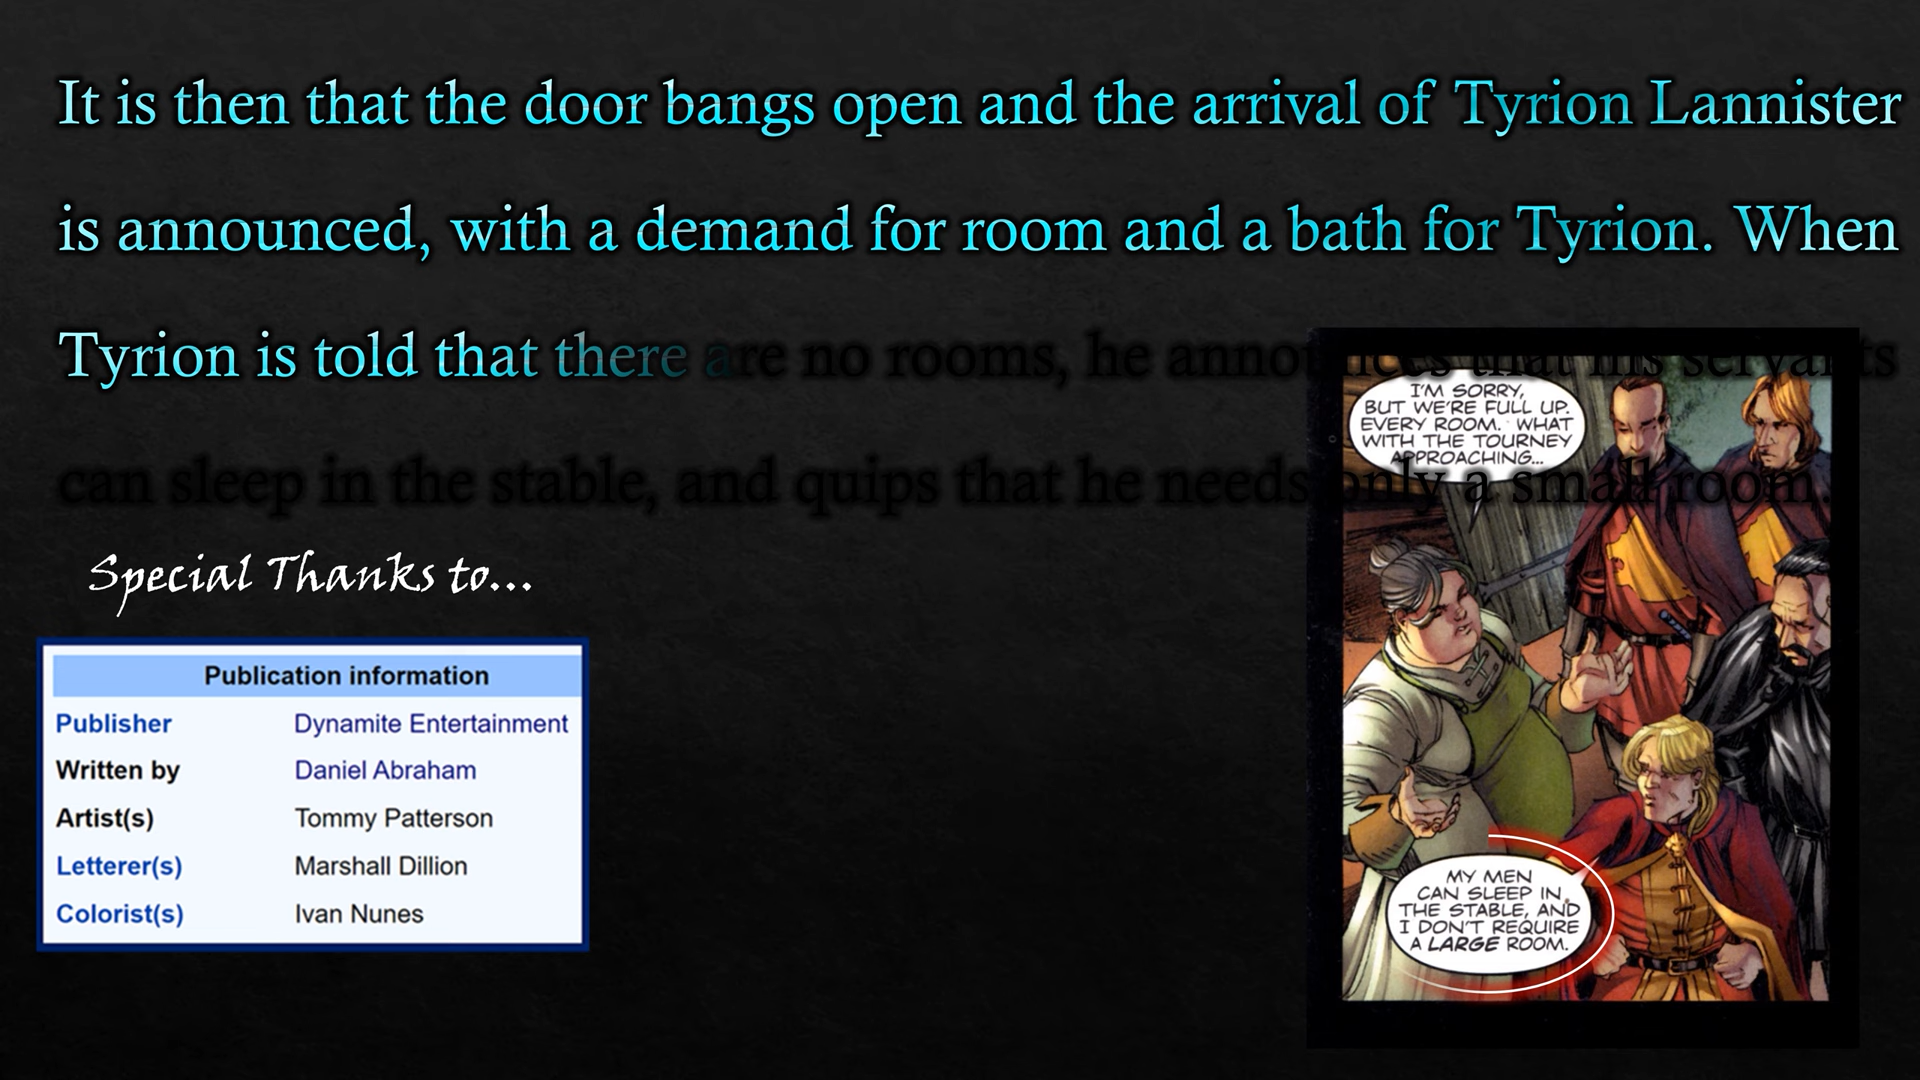 It is then that the door bangs open and the arrival of Tyrion Lannister
is announced, with a demand for room and a bath for Tyrion. When
Tyrion is told that there are no rooms, he announces that his servants
can sleep in the stable, and quips that he needs only a small room.
I'M SORRY,
BUT WE'RE FULL UP.
EVERY ROOM. WHAT
WITH THE TOURNEY
APPROACHING...
Special Thanks to...
Publication information
Publisher Dynamite Entertainment
Written by Daniel Abraham
Artist(s) Tommy Patterson
Letterer(s) Marshall Dillion
Colorist(s) Ivan Nunes
MY MEN
CAN SLEEP IN
THE STABLE, AND
I DON'T REQUIRE
A LARGE ROOM.